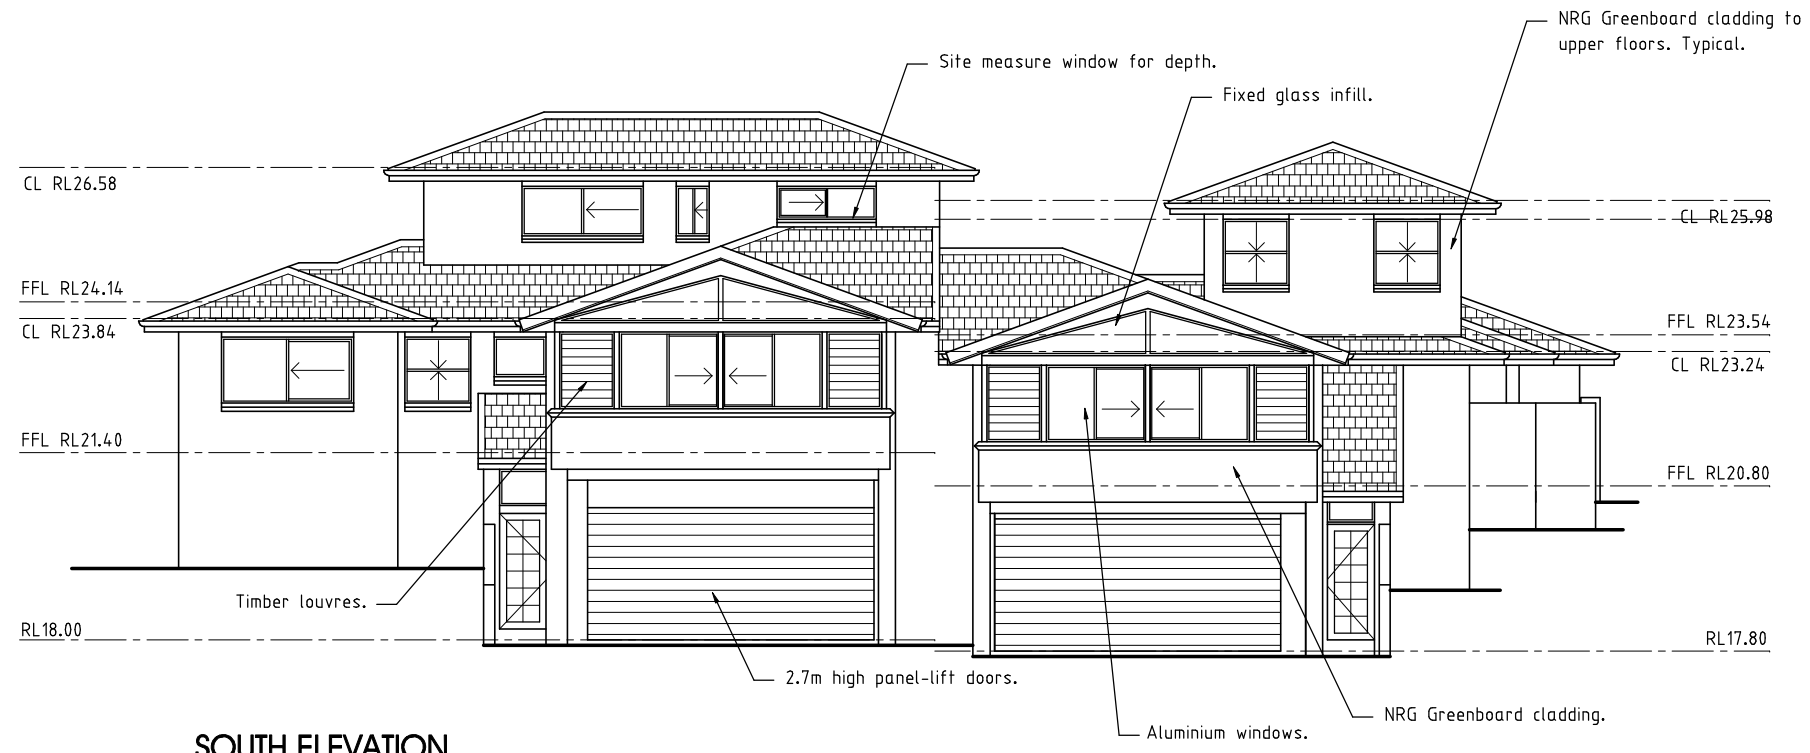 NRG Greenboard cladding to
upper floors. Typical.
Site measure window for depth.
Fixed glass infill.
CL RL26.58
CL RL25.98
FFL RL24.14
CL RL23.84
FFL RL23.54
CL RL23.24
FFL RL21.40
FFL RL20.80
Timber louvres.
RL18.00
RL17.80
2.7m high panel-lift doors.
NRG Greenboard cladding.
Aluminium windows.
SOUTH ELEVATION